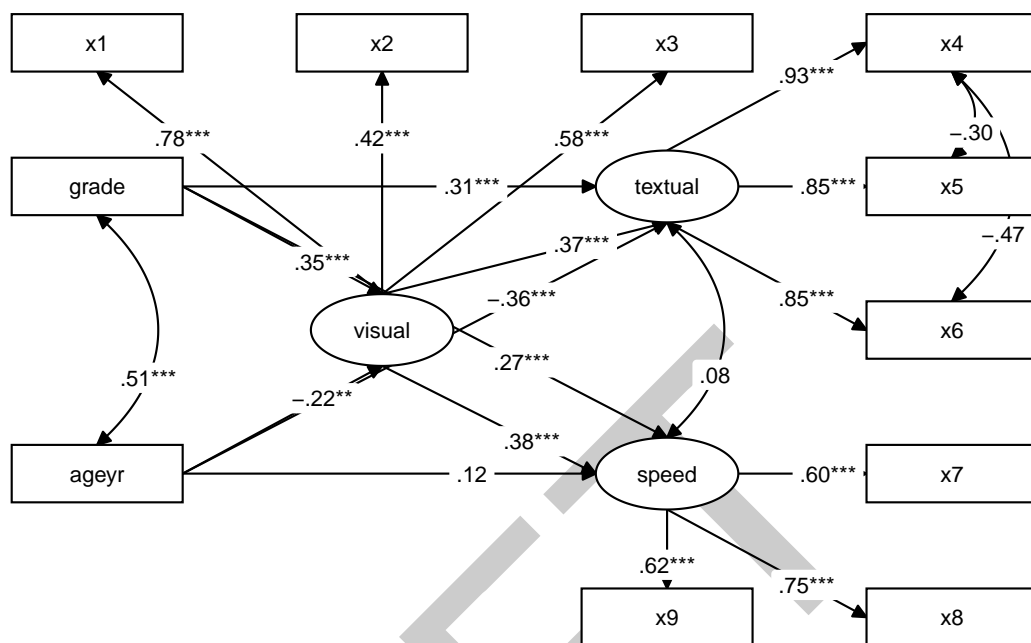 x1
x2
x3
x4
.93***
.78***
.42***
.58***
−.30
grade
.31***
textual
.85***
x5
.35***
.37***
−.47
−.36***
.85***
visual
x6
.27***
.51***
−.22**
.08
.38***
ageyr
.12
speed
.60***
x7
.62***
.75***
x9
x8